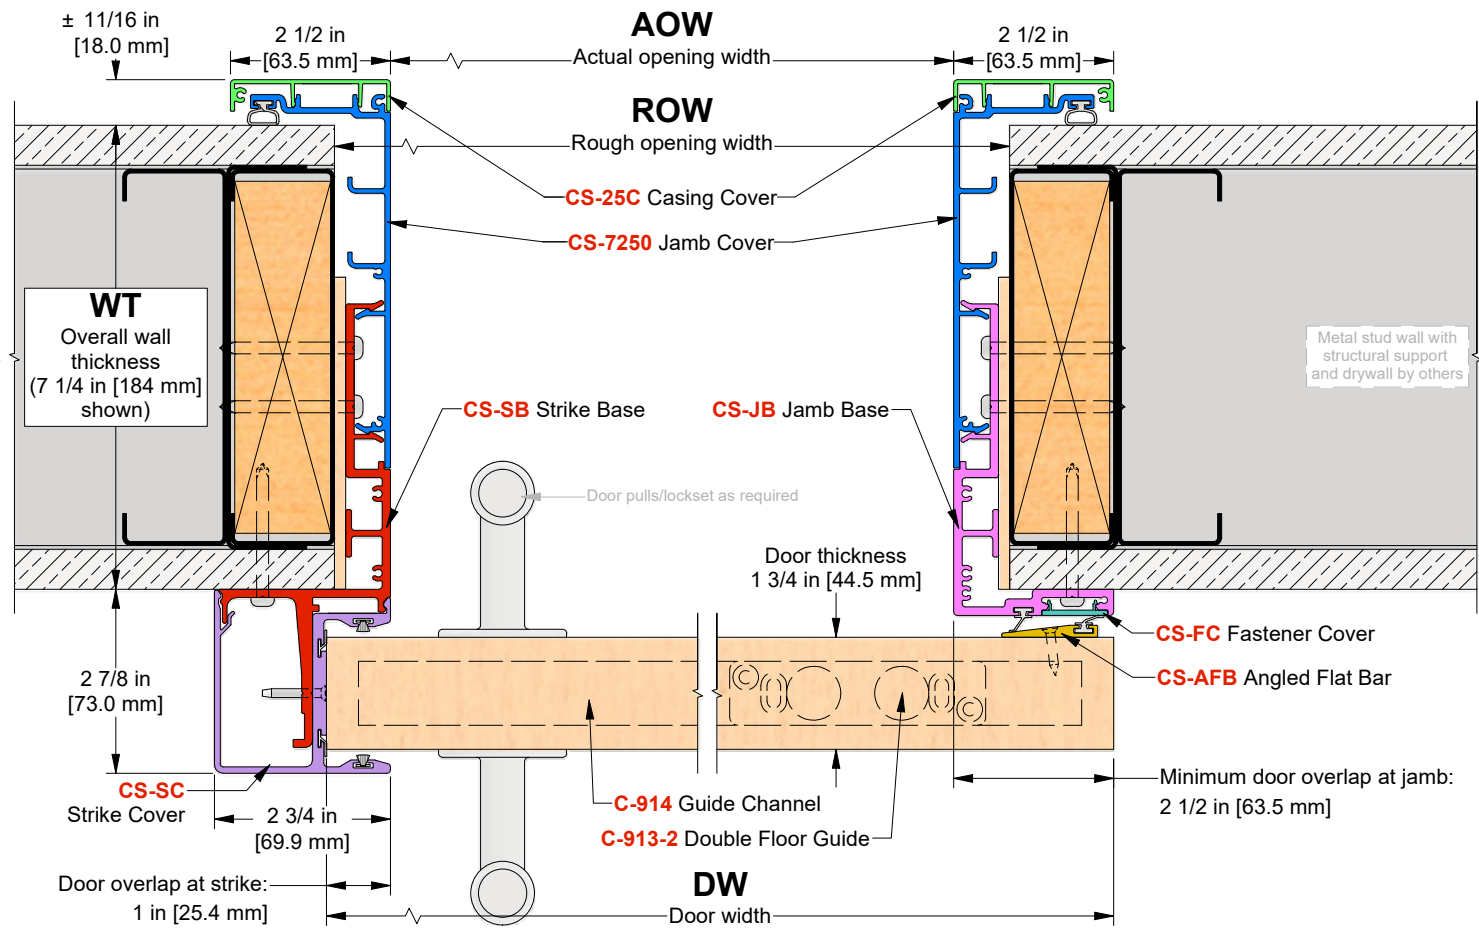 ± 11/16 in
[18.0 mm]
2 1/2 in
[63.5 mm]
AOW
Actual opening width
2 1/2 in
[63.5 mm]
ROW
Rough opening width
CS-25C Casing Cover
CS-7250 Jamb Cover
WT
Overall wall
thickness
(7 1/4 in [184 mm]
shown)
Metal stud wall with
structural support
and drywall by others
CS-SB Strike Base
CS-JB Jamb Base
Door pulls/lockset as required
Door thickness
1 3/4 in [44.5 mm]
CS-FC Fastener Cover
CS-AFB Angled Flat Bar
2 7/8 in
[73.0 mm]
CS-SC
Strike Cover
2 3/4 in
[69.9 mm]
C-914 Guide Channel
C-913-2 Double Floor Guide
Minimum door overlap at jamb:
2 1/2 in [63.5 mm]
Door overlap at strike:
1 in [25.4 mm]
DW
Door width